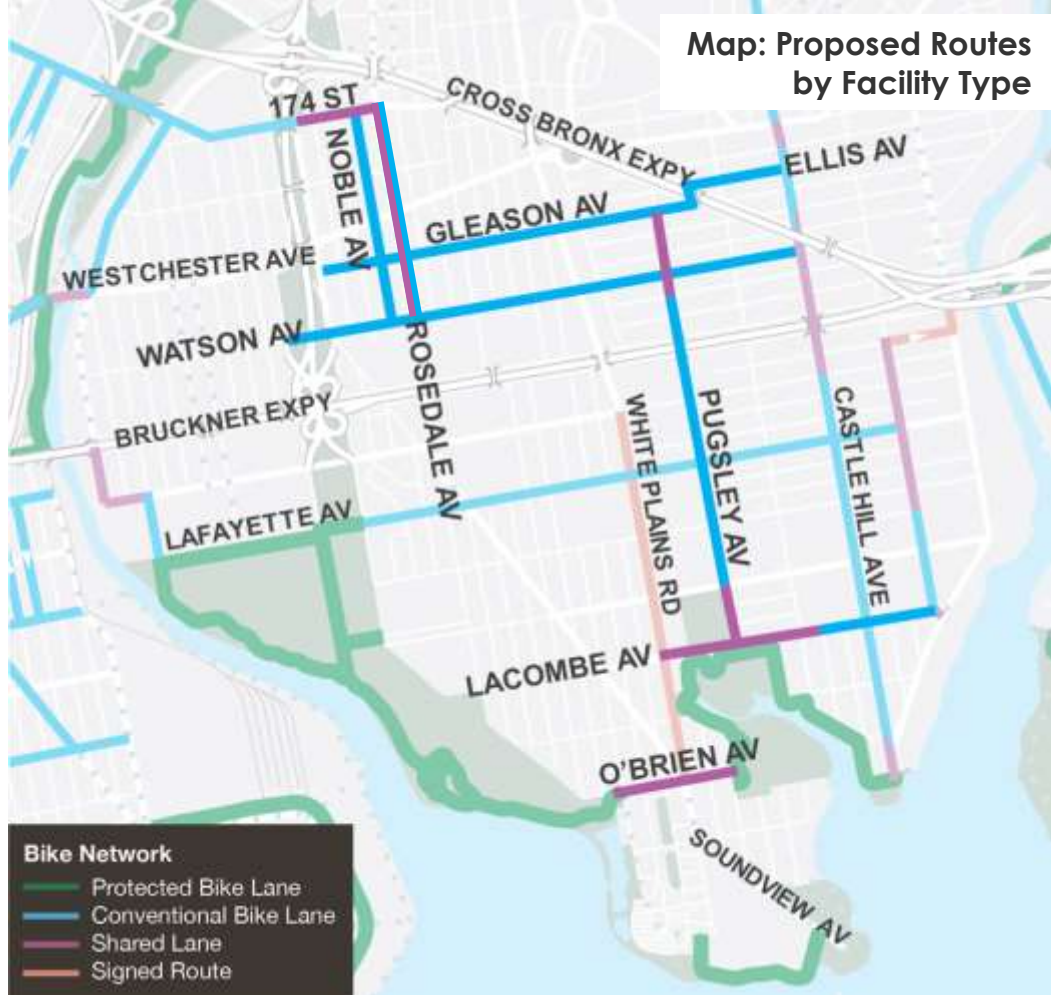 Map: Proposed Routes
by Facility Type
174 ST
CROSS BRONX EXPY
NOBLE AV
ELLIS AV
GLEASON AV
WESTCHESTER AVE
WATSON AV
ROSEDALE AV
BRUCKNER EXPY
WHITE PLAINS RD
PUGSLEY AV
CASTLE HILL AVE
LAFAYETTE AV
LACOMBE AV
O'BRIEN AV
SOUNDVIEW AV
Bike Network
Protected Bike Lane
Conventional Bike Lane
Shared Lane
Signed Route